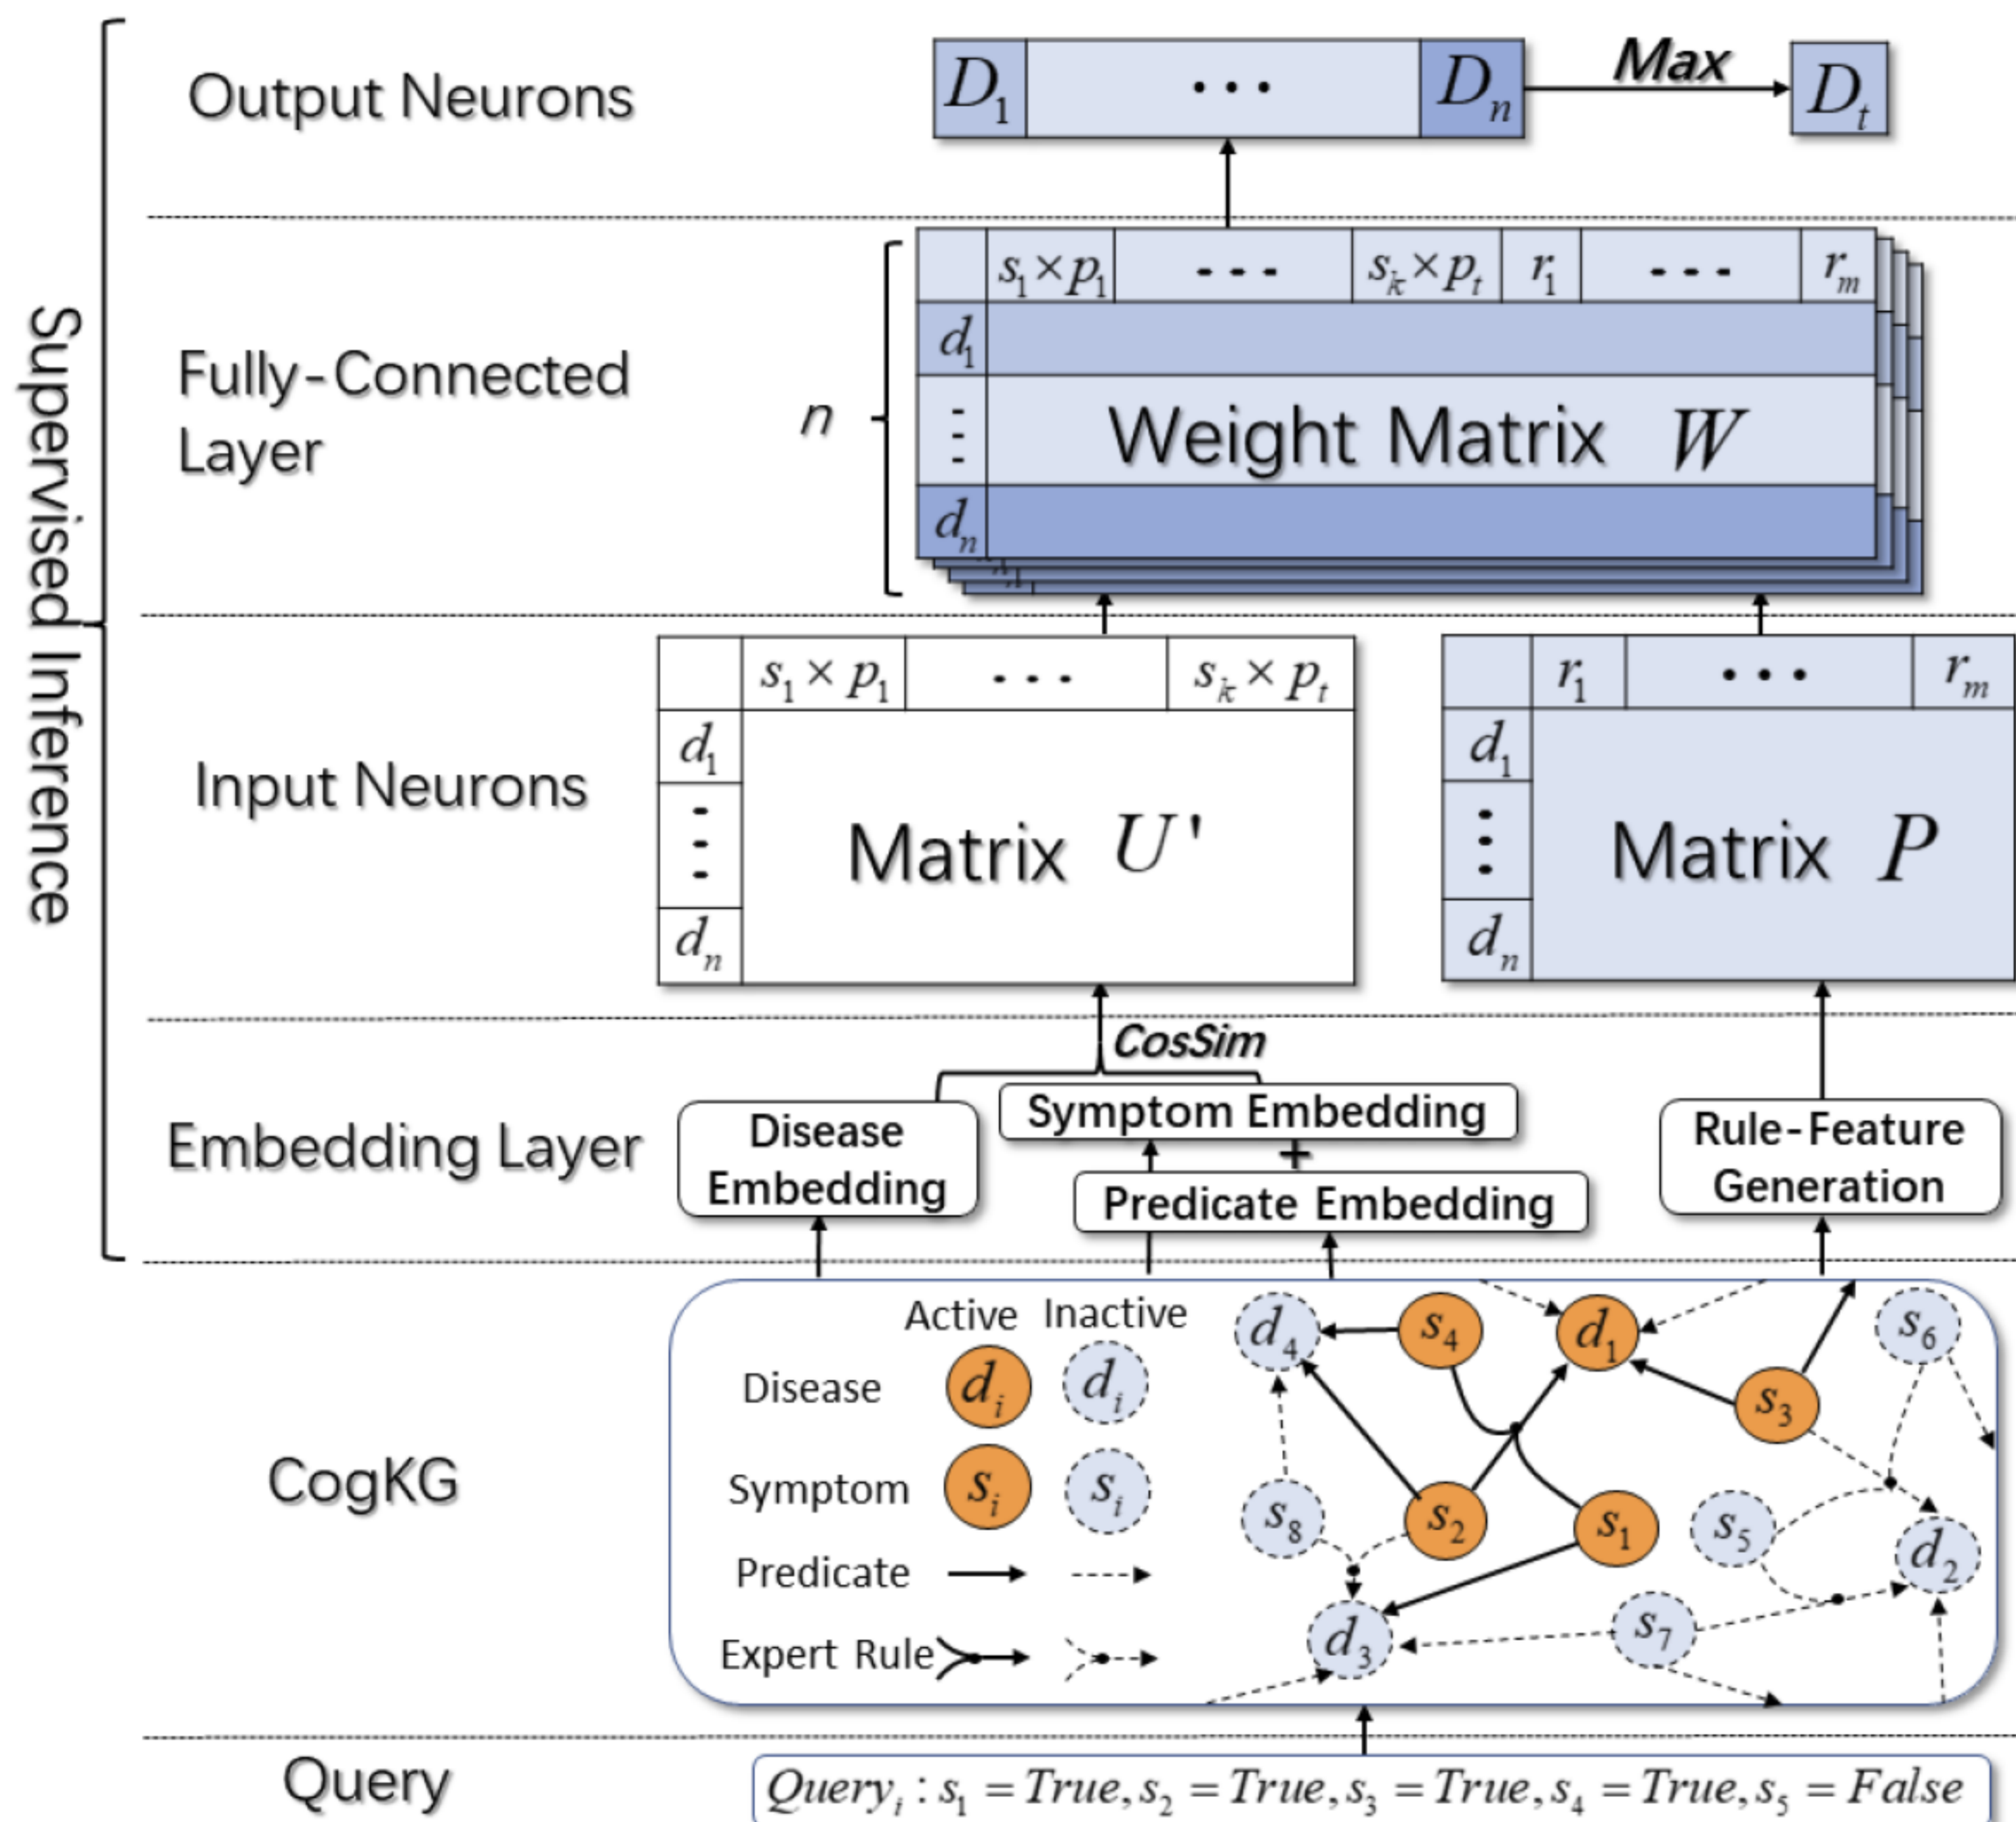 Supervised Inference
Output Neurons
D1 ··· Dn Max Dt
Fully-Connected
Layer
n
s1×p1 --- sk×pt r1 --- rm
d1
Weight Matrix W
dn
Input Neurons
s1×p1 --- sk×pt
d1
Matrix U'
dn
r1 ··· rm
d1
Matrix P
dn
Embedding Layer
CosSim
Disease
Embedding
Symptom Embedding
+
Predicate Embedding
Rule-Feature
Generation
CogKG
Active Inactive
Disease di di
Symptom si si
Predicate
Expert Rule
d4 s4 d1 s6
s3
s8 s2 s1 s5 d2
d3 s7
Query
Queryi : s1 = True, s2 = True, s3 = True, s4 = True, s5 = False